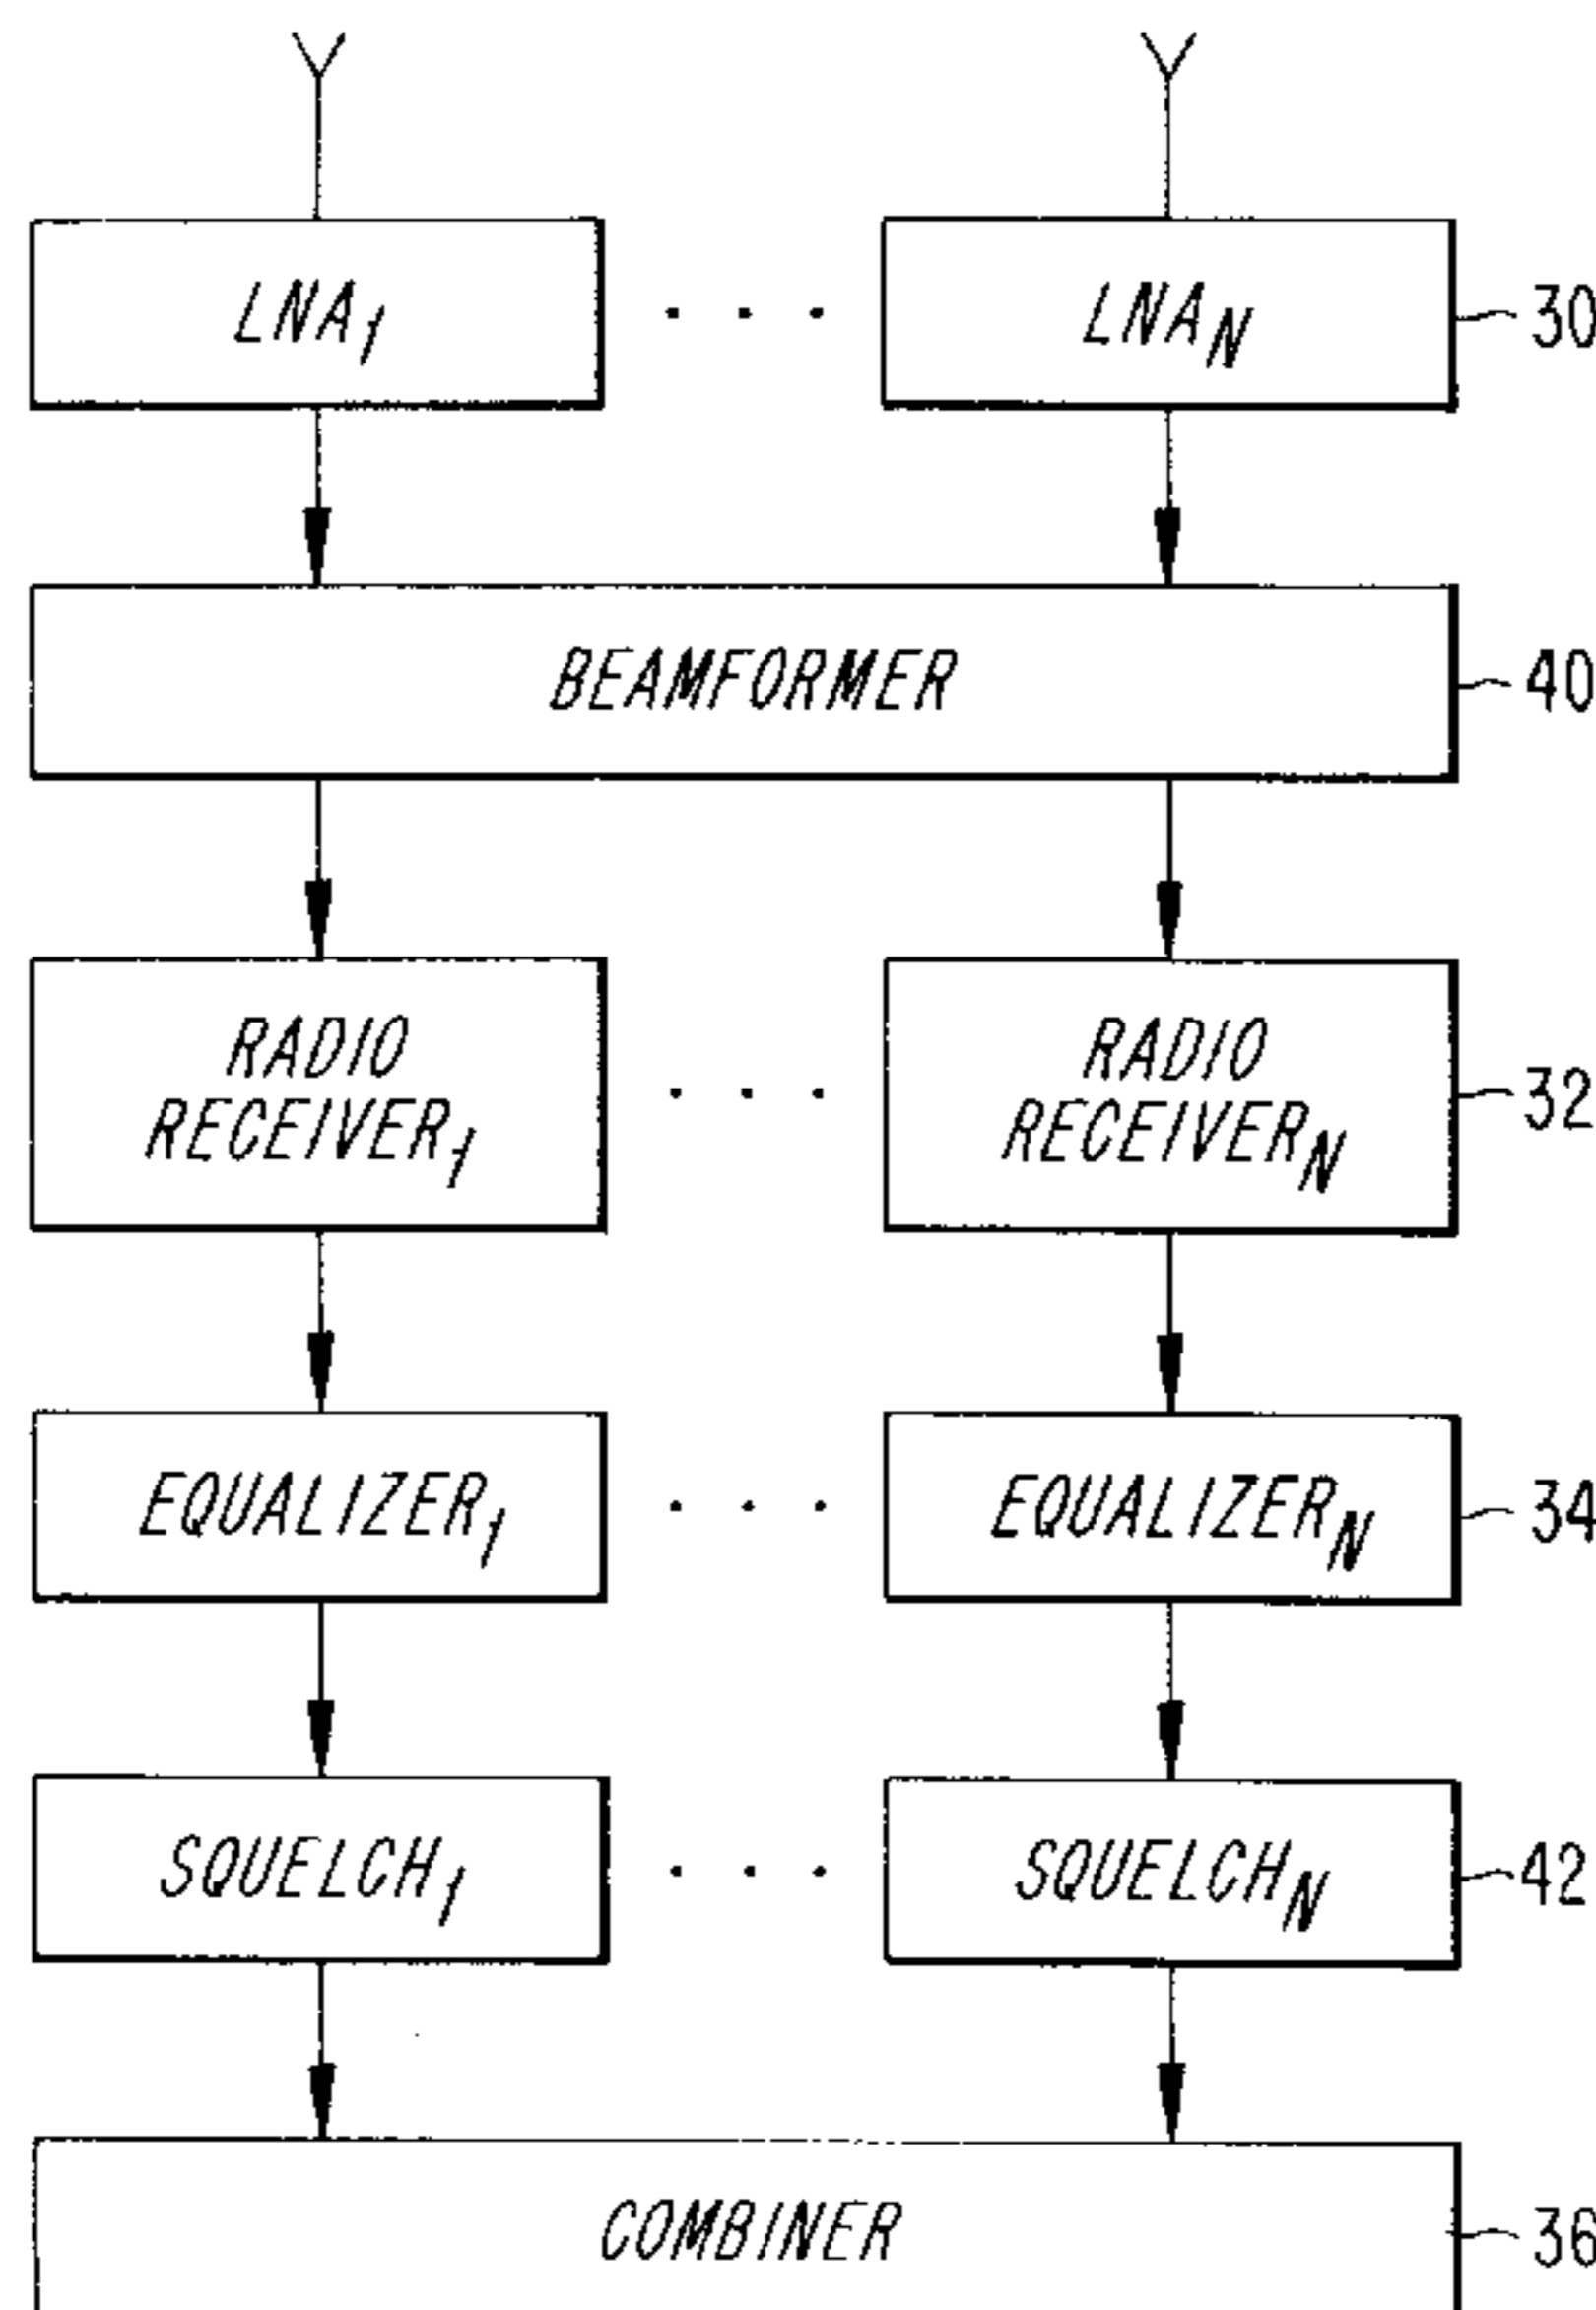 LNA1 . . . LNAN 30
BEAMFORMER 40
RADIO RECEIVER1 . . . RADIO RECEIVERN 32
EQUALIZER1 . . . EQUALIZERN 34
SQUELCH1 . . . SQUELCHN 42
COMBINER 36